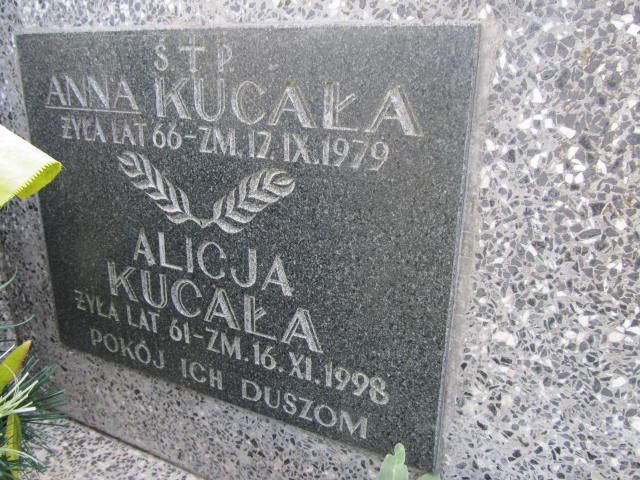 Ś † P
ANNA KUCAŁA
ŻYŁA LAT 66-ZM. 12.IX.1979
ALICJA
KUCAŁA
ŻYŁA LAT 61-ZM. 16.XI.1998
POKÓJ ICH DUSZOM